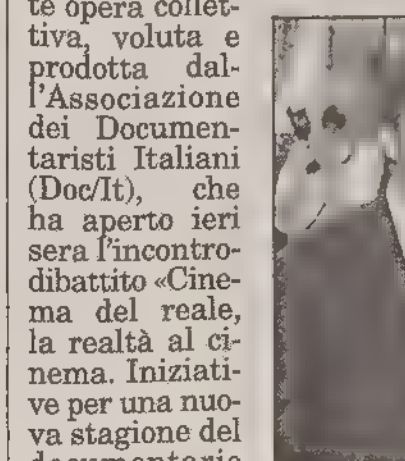 te opera collet-
tiva, voluta e
prodotta dal-
l'Associazione
dei Documen-
taristi Italiani
(Doc/It), che
ha aperto ieri
sera l'incontro-
dibattito «Cine-
ma del reale,
la realtà al ci-
nema. Iniziati-
ve per una nuo-
va stagione del
documentario